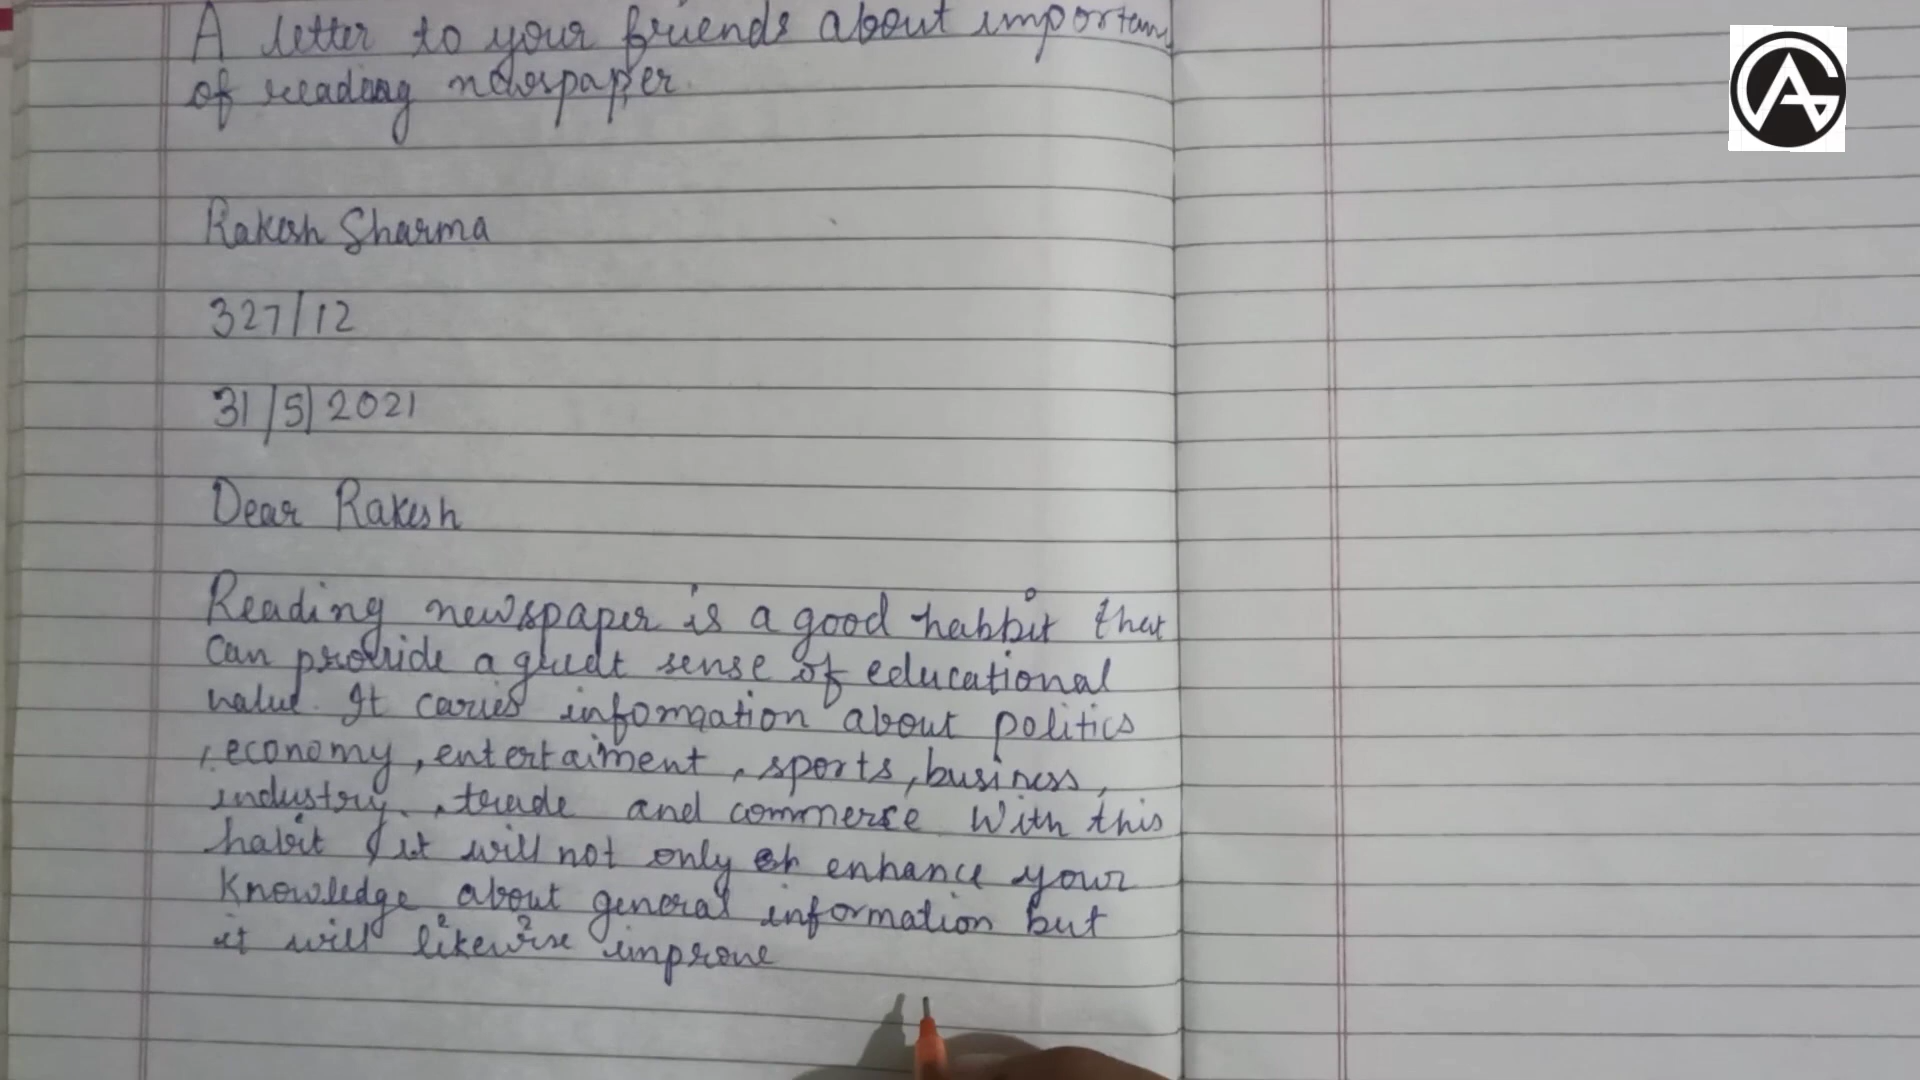 A letter to your friends about importan
of reading newspaper.
Rakesh Sharma
327/12
31/5/2021
Dear Rakesh
Reading newspaper is a good habbit that
can provide a great sense of educational
value. It caries information about politics
, economy, entertaiment, sports, business,
industry, trade and commerce With this
habit it will not only enhance your
knowledge about general information but
it will likewise improve